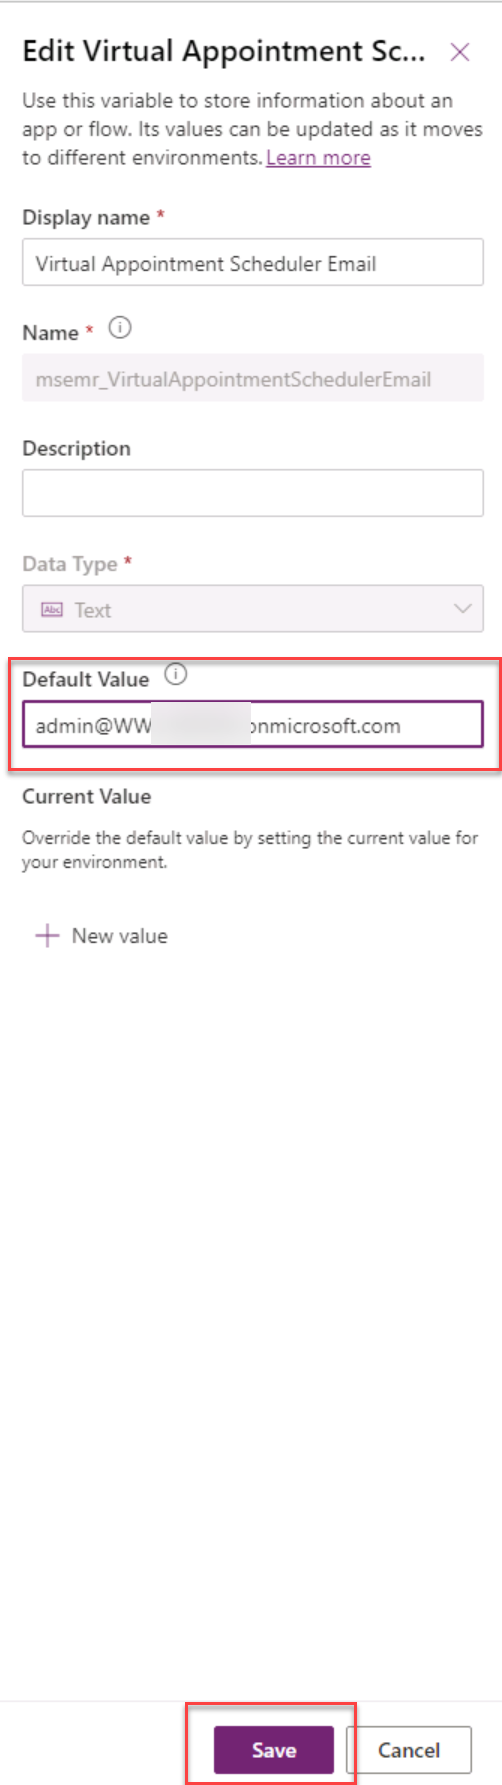 Edit Virtual Appointment Sc...
Use this variable to store information about an
app or flow. Its values can be updated as it moves
to different environments. Learn more
Display name *
Virtual Appointment Scheduler Email
Name *
msemr_VirtualAppointmentSchedulerEmail
Description
Data Type *
Abc Text
Default Value
admin@WW onmicrosoft.com
Current Value
Override the default value by setting the current value for
your environment.
New value
Save Cancel